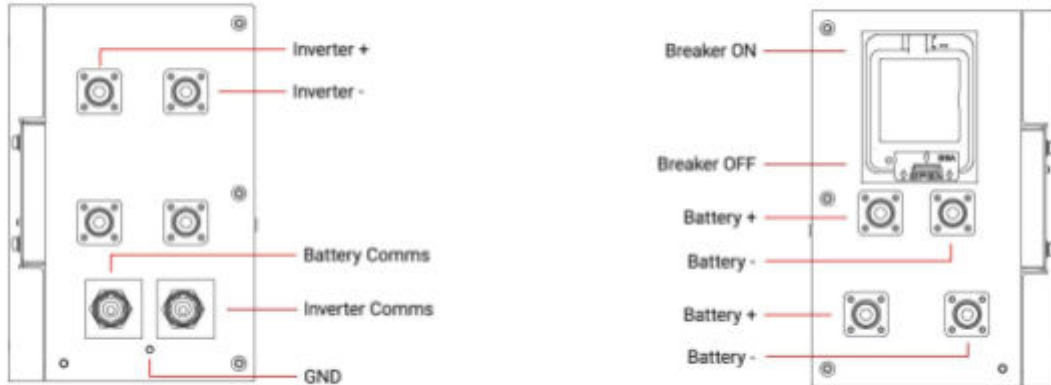 Inverter +
Inverter -
Battery Comms
Inverter Comms
GND
Breaker ON
Breaker OFF
Battery +
Battery -
Battery +
Battery -